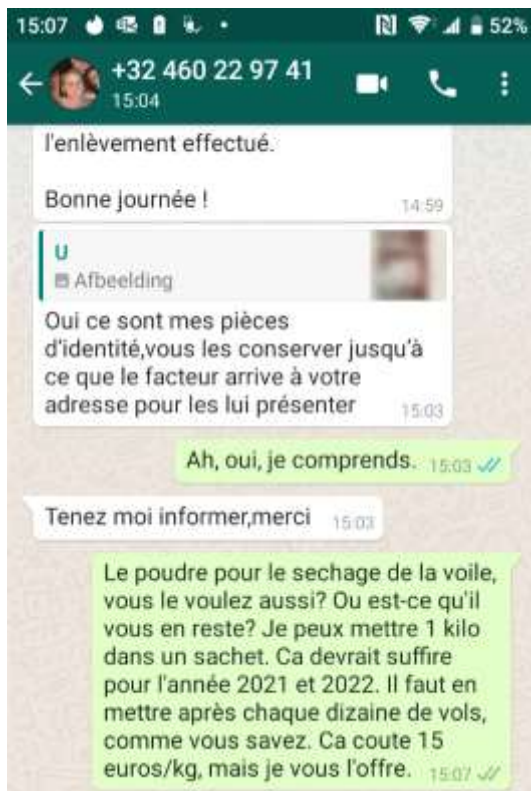 15:07
52%
+32 460 22 97 41
15:04
l'enlèvement effectué.
Bonne journée !
14:59
U
Afbeelding
Oui ce sont mes pièces
d'identité,vous les conserver jusqu'à
ce que le facteur arrive à votre
adresse pour les lui présenter
15:03
Ah, oui, je comprends. 15:03
Tenez moi informer,merci 15:03
Le poudre pour le sechage de la voile,
vous le voulez aussi? Ou est-ce qu'il
vous en reste? Je peux mettre 1 kilo
dans un sachet. Ca devrait suffire
pour l'année 2021 et 2022. Il faut en
mettre après chaque dizaine de vols,
comme vous savez. Ca coute 15
euros/kg, mais je vous l'offre. 15:07